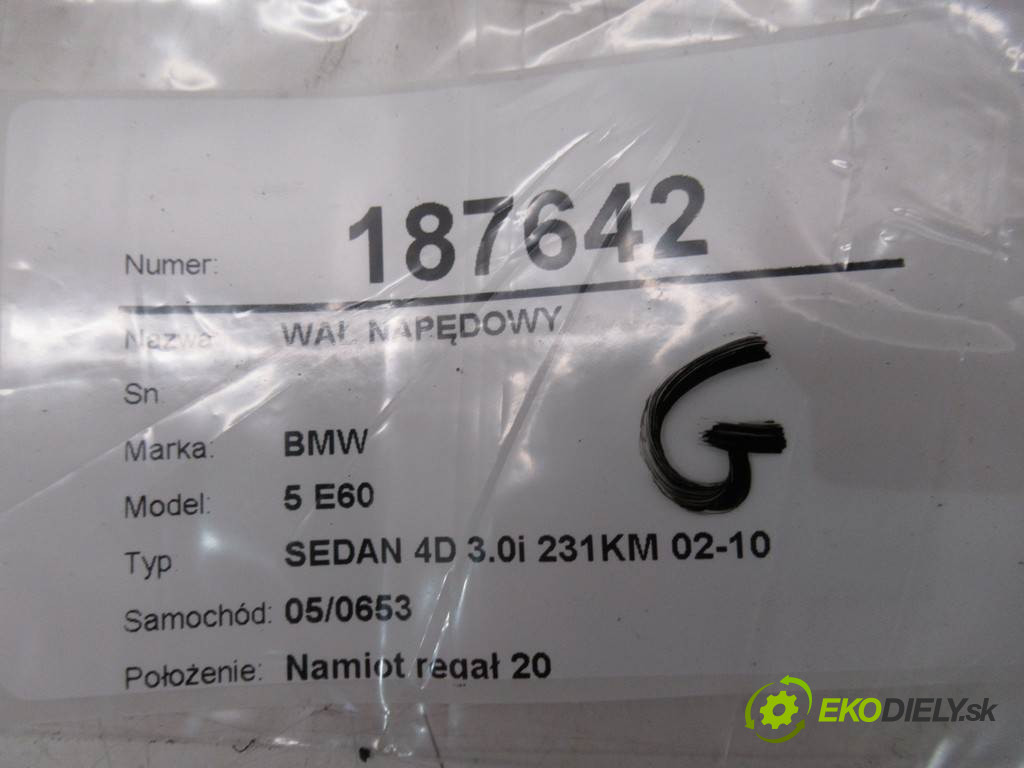 Numer: 187642
Nazwa WAŁ NAPĘDOWY
Sn
Marka: BMW
Model: 5 E60
Typ SEDAN 4D 3.0i 231KM 02-10
Samochód: 05/0653
Położenie: Namiot regał 20
G
EKODIELY.sk